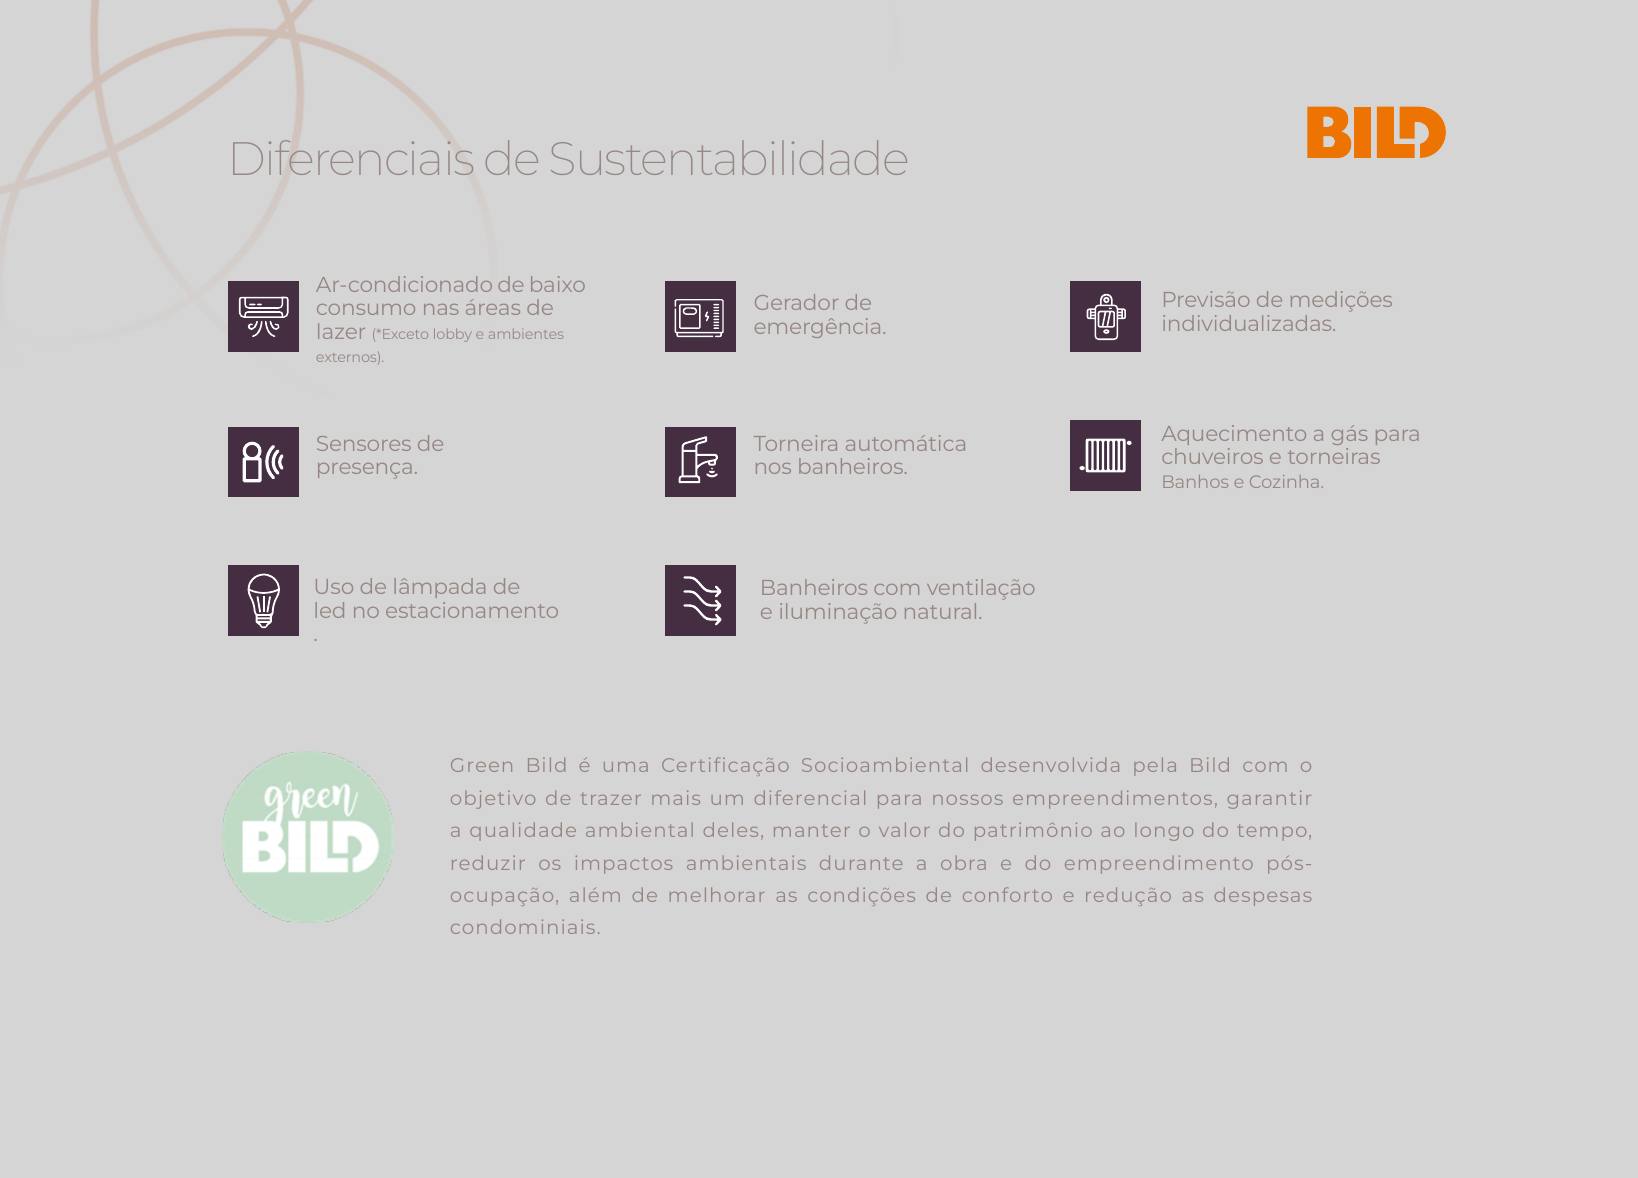 BILD
Diferenciais de Sustentabilidade
Ar-condicionado de baixo
consumo nas áreas de
lazer (*Exceto lobby e ambientes
externos).
Gerador de
emergência.
Previsão de medições
individualizadas.
Sensores de
presença.
Torneira automática
nos banheiros.
Aquecimento a gás para
chuveiros e torneiras
Banhos e Cozinha.
Uso de lâmpada de
led no estacionamento
.
Banheiros com ventilação
e iluminação natural.
green
BILD
Green Bild é uma Certificação Socioambiental desenvolvida pela Bild com o
objetivo de trazer mais um diferencial para nossos empreendimentos, garantir
a qualidade ambiental deles, manter o valor do patrimônio ao longo do tempo,
reduzir os impactos ambientais durante a obra e do empreendimento pós-
ocupação, além de melhorar as condições de conforto e redução as despesas
condominiais.